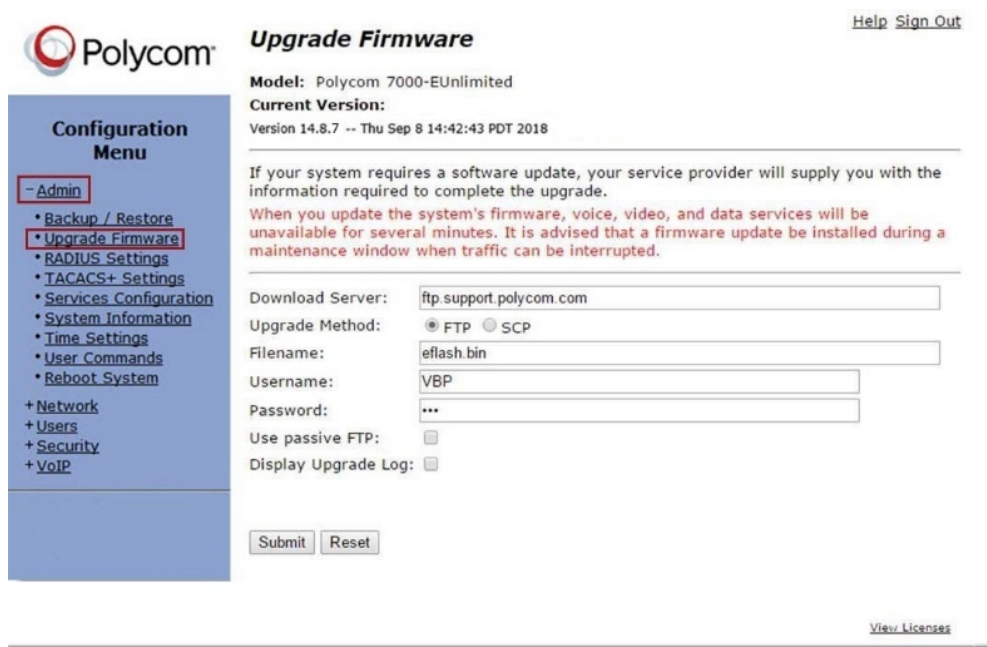 Help Sign Out
Polycom
Upgrade Firmware
Model: Polycom 7000-EUnlimited
Current Version:
Version 14.8.7 -- Thu Sep 8 14:42:43 PDT 2018
Configuration
Menu
- Admin
• Backup / Restore
• Upgrade Firmware
• RADIUS Settings
• TACACS+ Settings
• Services Configuration
• System Information
• Time Settings
• User Commands
• Reboot System
+ Network
+ Users
+ Security
+ VoIP
If your system requires a software update, your service provider will supply you with the
information required to complete the upgrade.
When you update the system's firmware, voice, video, and data services will be
unavailable for several minutes. It is advised that a firmware update be installed during a
maintenance window when traffic can be interrupted.
Download Server: ftp.support.polycom.com
Upgrade Method: FTP SCP
Filename: eflash.bin
Username: VBP
Password: •••
Use passive FTP:
Display Upgrade Log:
Submit Reset
View Licenses